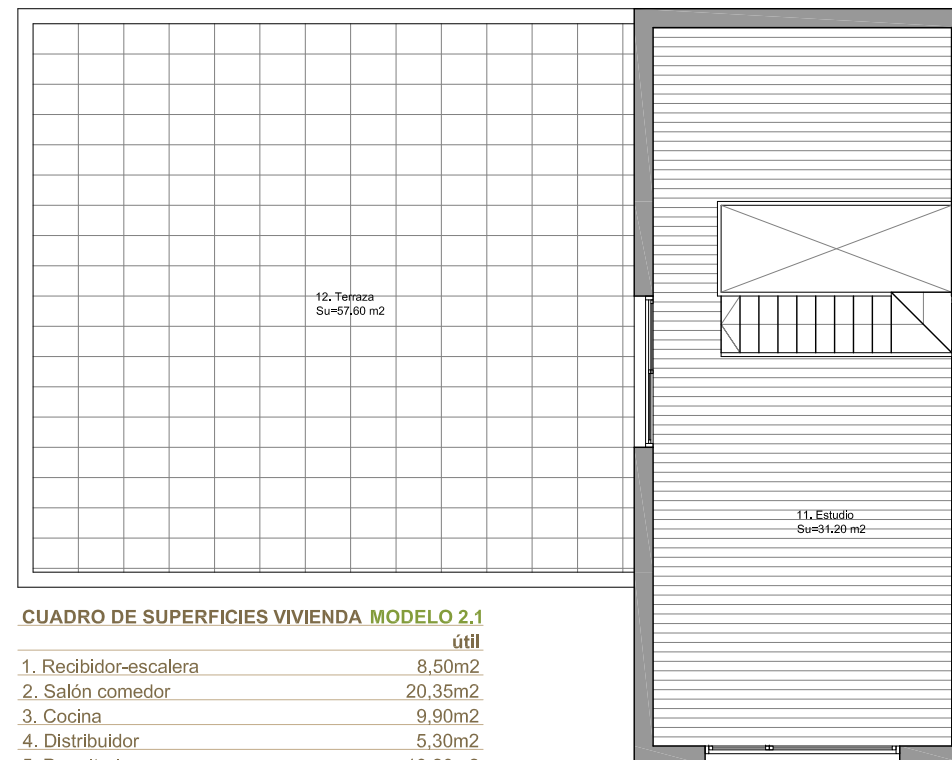 12. Terraza
Su=57.60 m2
11. Estudio
Su=31.20 m2
CUADRO DE SUPERFICIES VIVIENDA MODELO 2.1
útil
1. Recibidor-escalera 8,50m2
2. Salón comedor 20,35m2
3. Cocina 9,90m2
4. Distribuidor 5,30m2